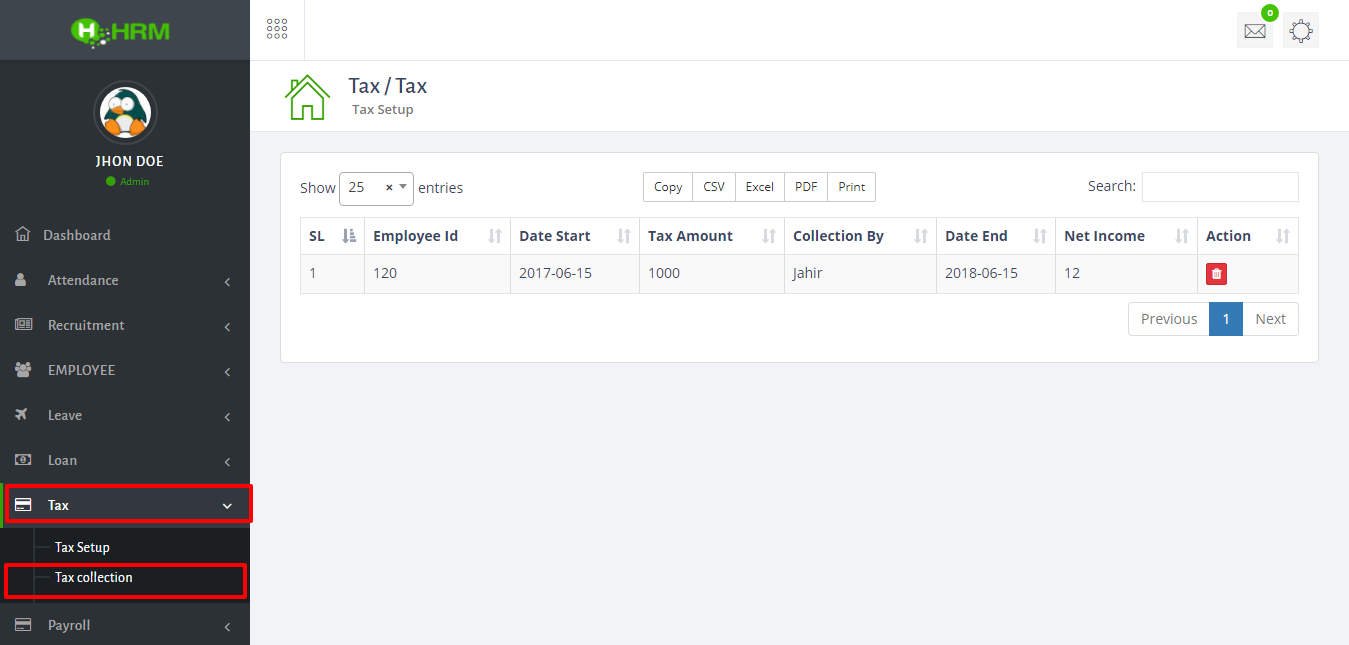 HRM
0
JHON DOE
Admin
Dashboard
Attendance
Recruitment
EMPLOYEE
Leave
Loan
Tax
Tax Setup
Tax collection
Payroll
Tax / Tax
Tax Setup
Show 25 × entries
Copy CSV Excel PDF Print
Search:
SL Employee Id Date Start Tax Amount Collection By Date End Net Income Action
1 120 2017-06-15 1000 Jahir 2018-06-15 12
Previous 1 Next